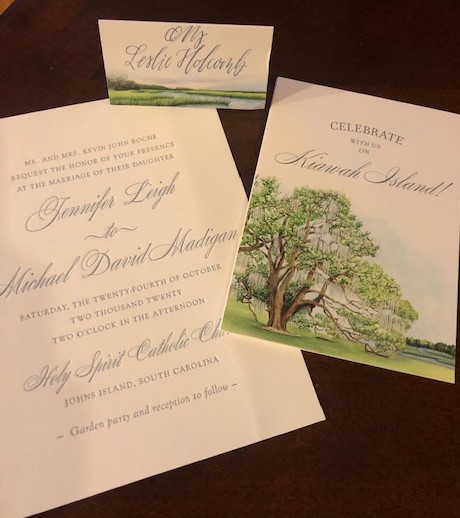 Ms
Leslie Holcomb
MR. AND MRS. KEVIN JOHN ROCHE
REQUEST THE HONOR OF YOUR PRESENCE
AT THE MARRIAGE OF THEIR DAUGHTER
Jennifer Leigh
~to~
Michael David Madigan
SATURDAY, THE TWENTY-FOURTH OF OCTOBER
TWO THOUSAND TWENTY
TWO O'CLOCK IN THE AFTERNOON
Holy Spirit Catholic
JOHNS ISLAND, SOUTH CAROLINA
– Garden party and reception to follow –
CELEBRATE
WITH US
ON
Kiawah Island!